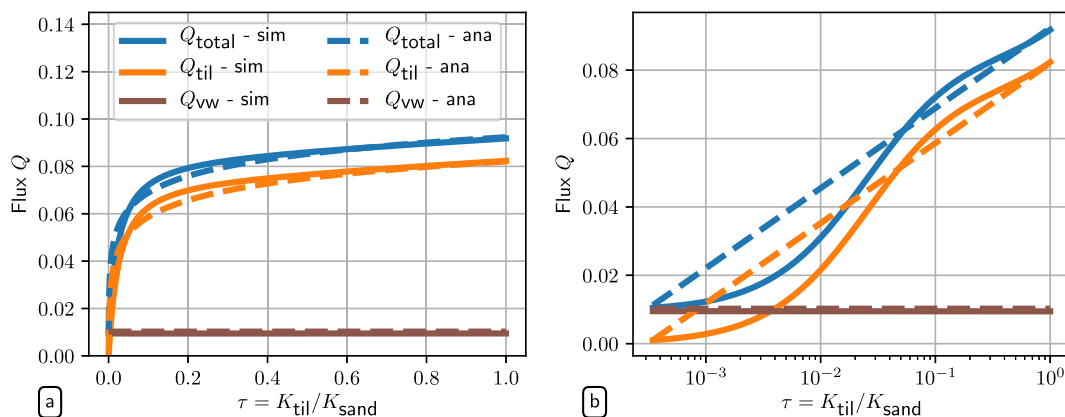 0.14
0.12
0.10
0.08
0.06
0.04
0.02
0.00
Flux Q
Q_total - sim
Q_til - sim
Q_vw - sim
Q_total - ana
Q_til - ana
Q_vw - ana
0.0 0.2 0.4 0.6 0.8 1.0
τ = K_til/K_sand
a
0.08
0.06
0.04
0.02
0.00
Flux Q
10⁻³ 10⁻² 10⁻¹ 10⁰
τ = K_til/K_sand
b